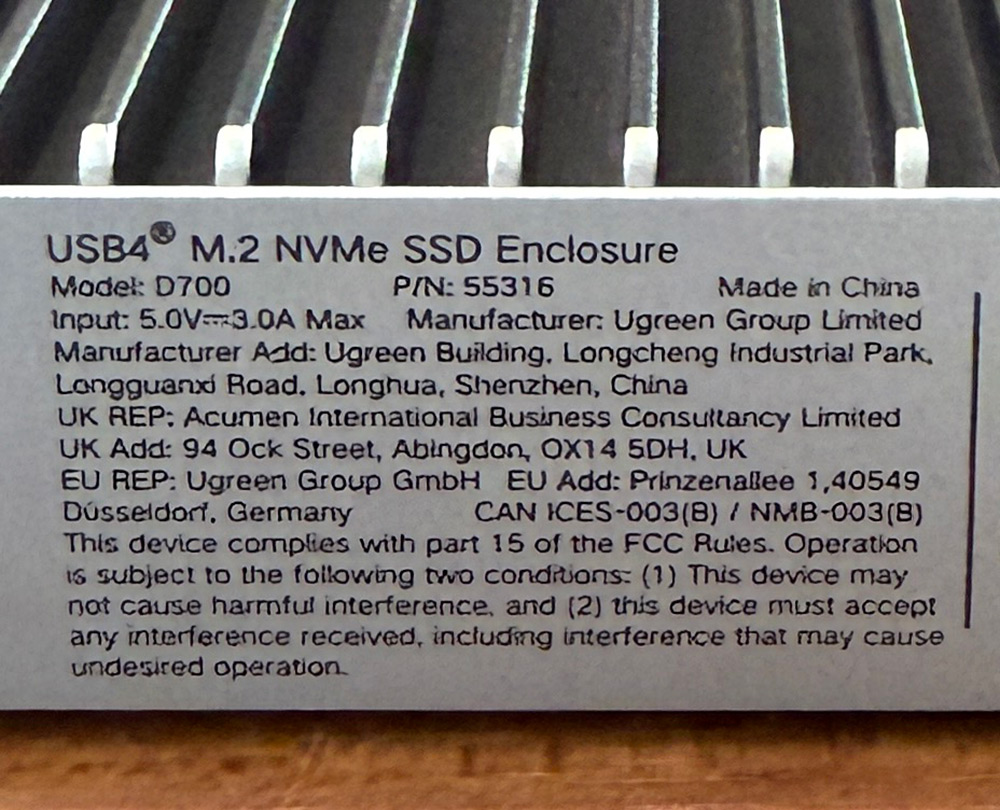 USB4® M.2 NVMe SSD Enclosure
Model: D700 P/N: 55316 Made in China
Input: 5.0V⎓3.0A Max Manufacturer: Ugreen Group Limited
Manufacturer Add: Ugreen Building, Longcheng Industrial Park,
Longguanxi Road, Longhua, Shenzhen, China
UK REP: Acumen International Business Consultancy Limited
UK Add: 94 Ock Street, Abingdon, OX14 5DH, UK
EU REP: Ugreen Group GmbH EU Add: Prinzenallee 1,40549
Düsseldorf, Germany CAN ICES-003(B) / NMB-003(B)
This device complies with part 15 of the FCC Rules. Operation
is subject to the following two conditions: (1) This device may
not cause harmful interference, and (2) this device must accept
any interference received, including interference that may cause
undesired operation.